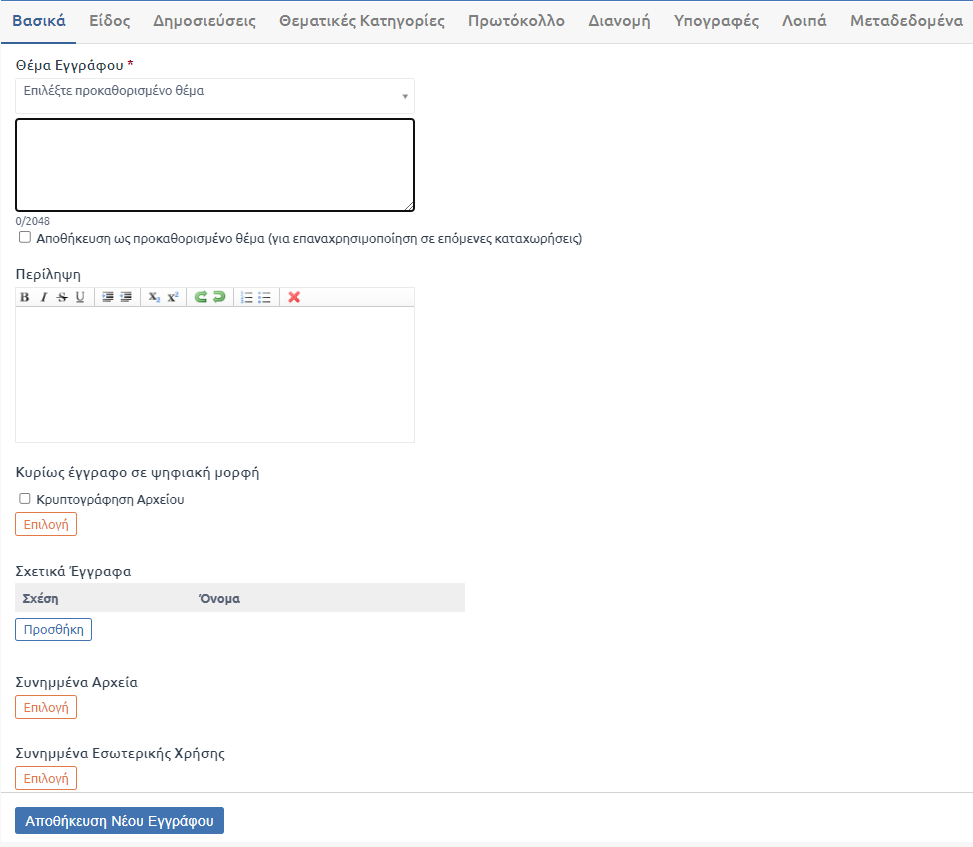 Βασικά Είδος Δημοσιεύσεις Θεματικές Κατηγορίες Πρωτόκολλο Διανομή Υπογραφές Λοιπά Μεταδεδομένα
Θέμα Εγγράφου *
Επιλέξτε προκαθορισμένο θέμα
0/2048
Αποθήκευση ως προκαθορισμένο θέμα (για επαναχρησιμοποίηση σε επόμενες καταχωρήσεις)
Περίληψη
B I S U X₂ X²
Κυρίως έγγραφο σε ψηφιακή μορφή
Κρυπτογράφηση Αρχείου
Επιλογή
Σχετικά Έγγραφα
Σχέση Όνομα
Προσθήκη
Συνημμένα Αρχεία
Επιλογή
Συνημμένα Εσωτερικής Χρήσης
Επιλογή
Αποθήκευση Νέου Εγγράφου